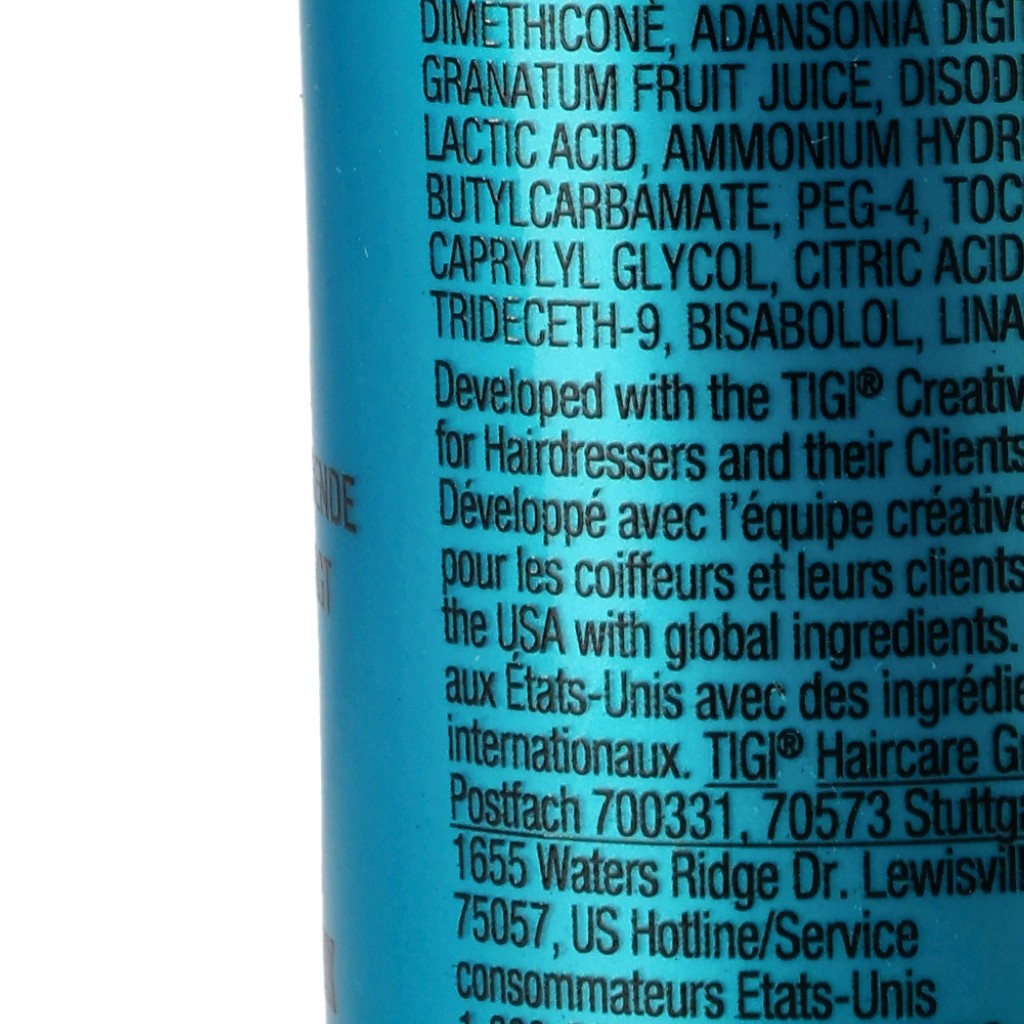 DIMETHICONE, ADANSONIA DIGI
GRANATUM FRUIT JUICE, DISOD
LACTIC ACID, AMMONIUM HYDR
BUTYLCARBAMATE, PEG-4, TOC
CAPRYLYL GLYCOL, CITRIC ACID
TRIDECETH-9, BISABOLOL, LINA
Developed with the TIGI® Creativ
for Hairdressers and their Clients
Développé avec l'équipe créative
pour les coiffeurs et leurs clients
the USA with global ingredients.
aux États-Unis avec des ingrédie
internationaux. TIGI® Haircare G
Postfach 700331, 70573 Stuttga
1655 Waters Ridge Dr. Lewisvill
75057, US Hotline/Service
consommateurs Etats-Unis
ENDE